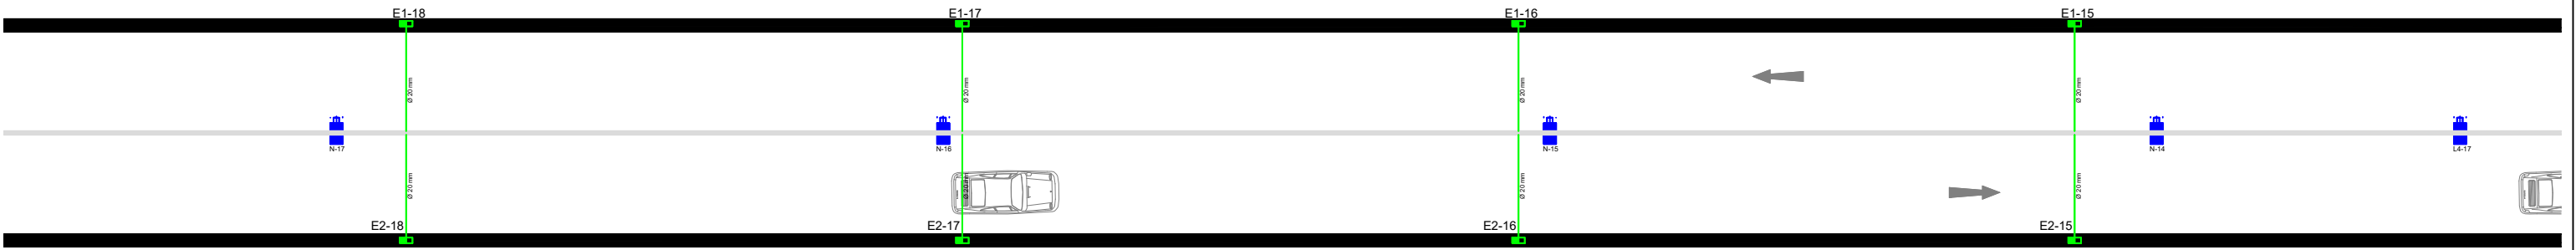 E1-18
E1-17
E1-16
E1-15
Ø 20 mm
Ø 20 mm
Ø 20 mm
Ø 20 mm
N-17
N-16
N-15
N-14
L4-17
Ø 20 mm
Ø 20 mm
Ø 20 mm
Ø 20 mm
E2-18
E2-17
E2-16
E2-15